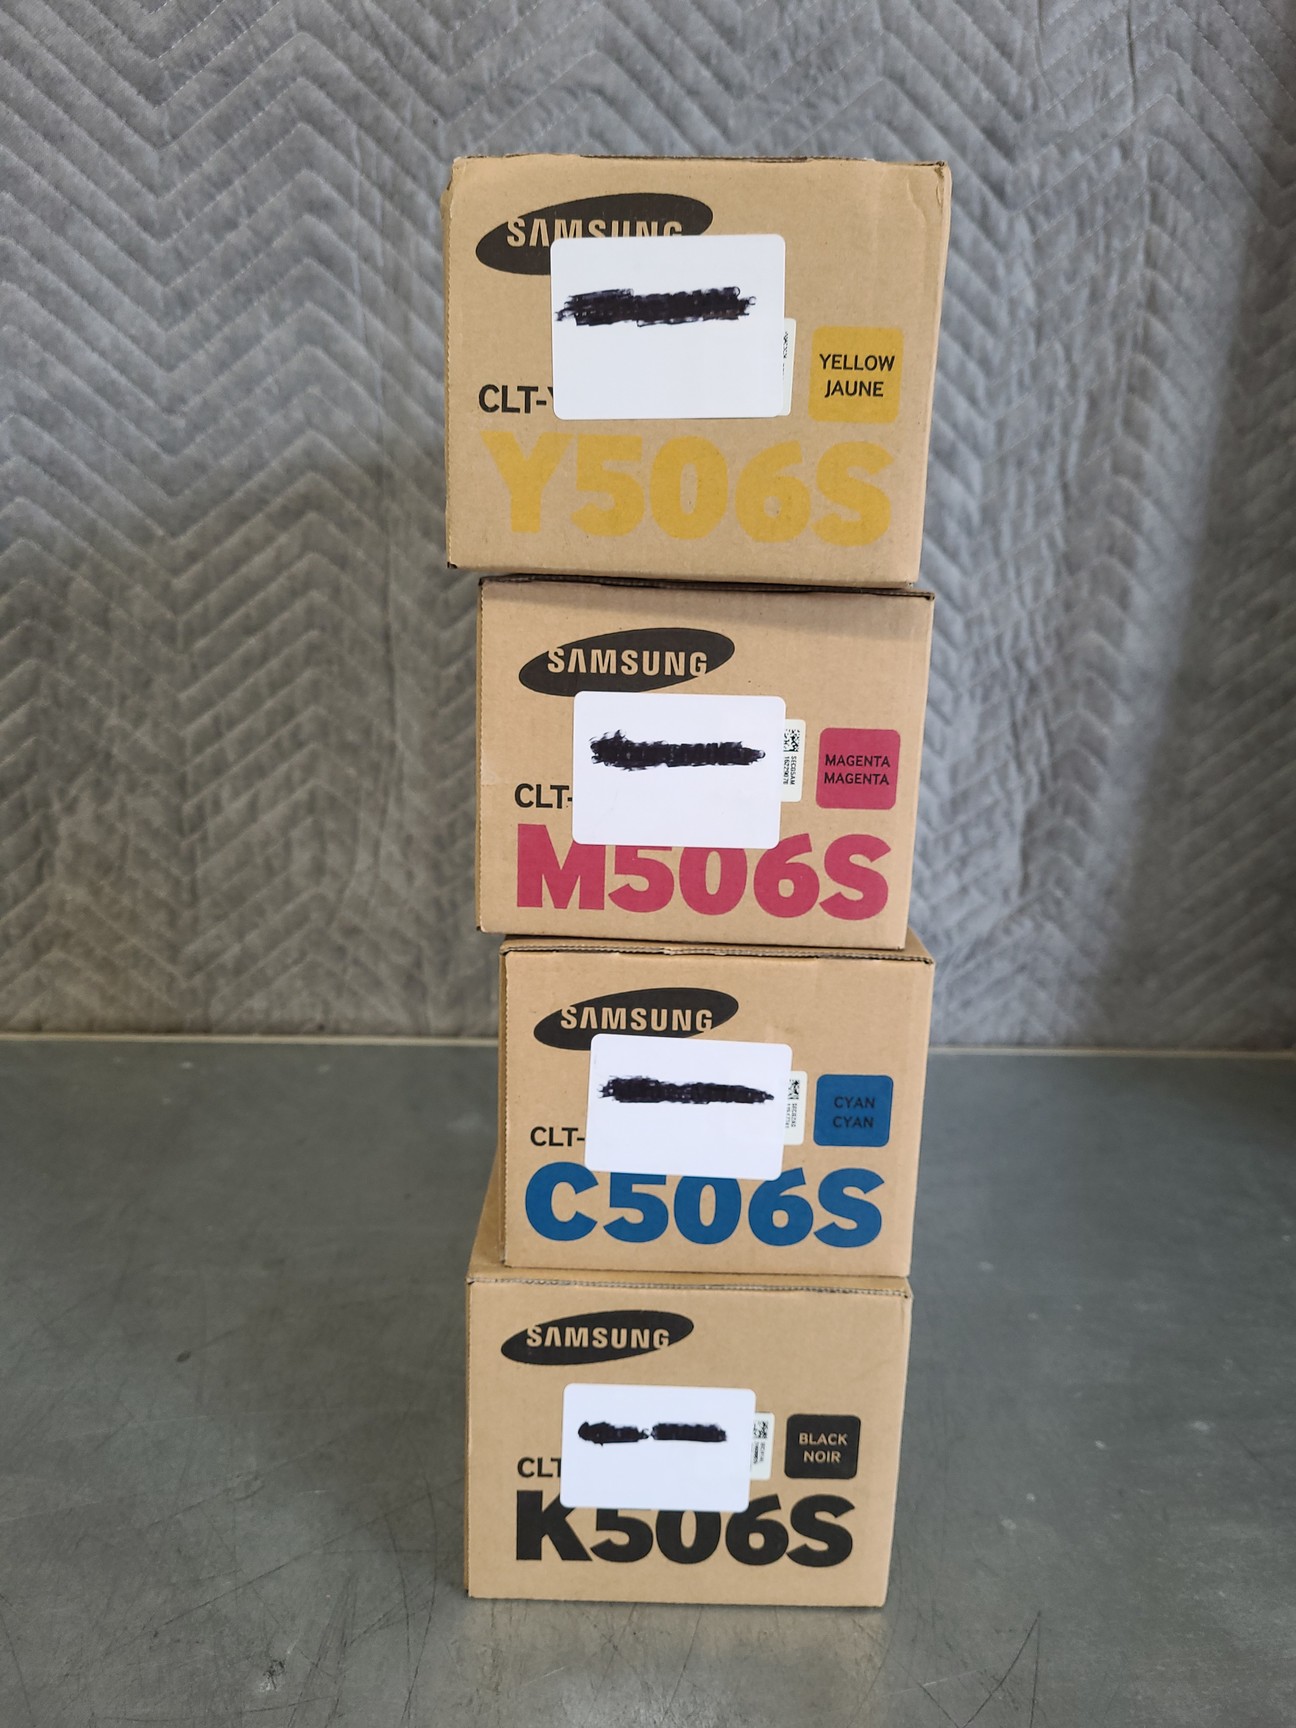 SAMSUNG
YELLOW
JAUNE
CLT-
Y506S
SAMSUNG
MAGENTA
MAGENTA
CLT-
M506S
SAMSUNG
CYAN
CYAN
CLT-
C506S
SAMSUNG
BLACK
NOIR
CLT
K506S